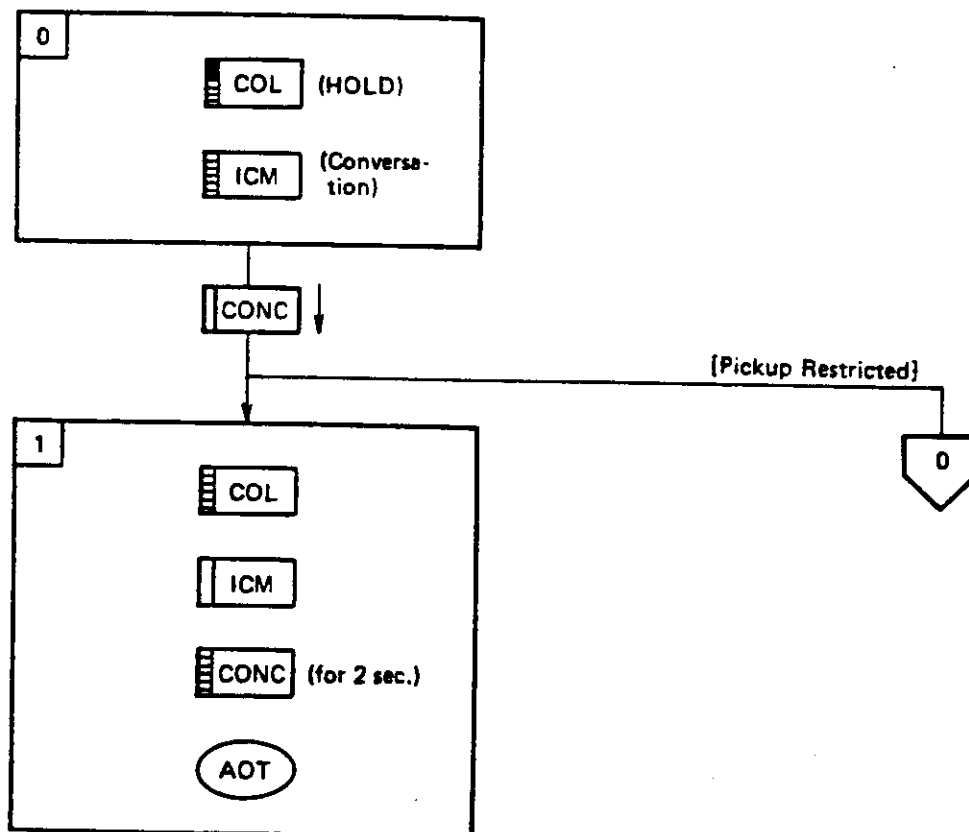 0
COL (HOLD)
ICM (Conversa-
tion)
CONC
[Pickup Restricted]
0
1
COL
ICM
CONC (for 2 sec.)
AOT